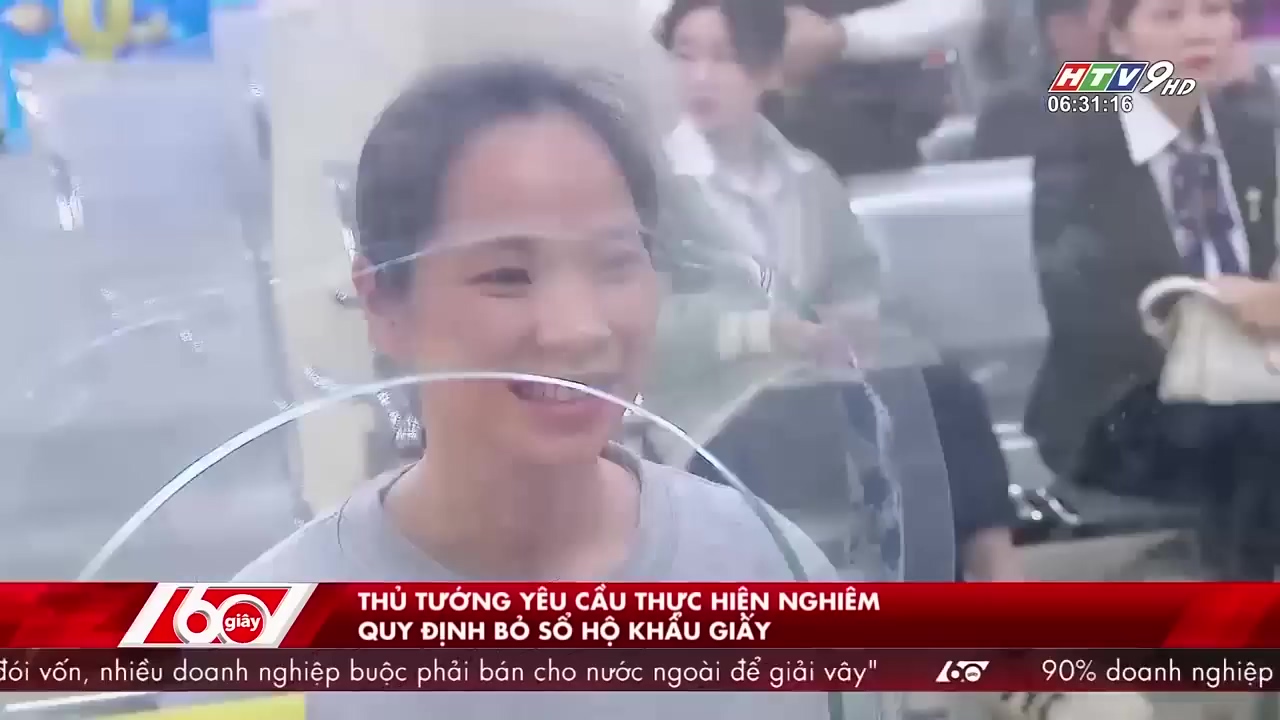 HTV9HD
06:31:16
60 giây
THỦ TƯỚNG YÊU CẦU THỰC HIỆN NGHIÊM
QUY ĐỊNH BỎ SỔ HỘ KHẨU GIẤY
đói vốn, nhiều doanh nghiệp buộc phải bán cho nước ngoài để giải vây" 60 giây 90% doanh nghiệp